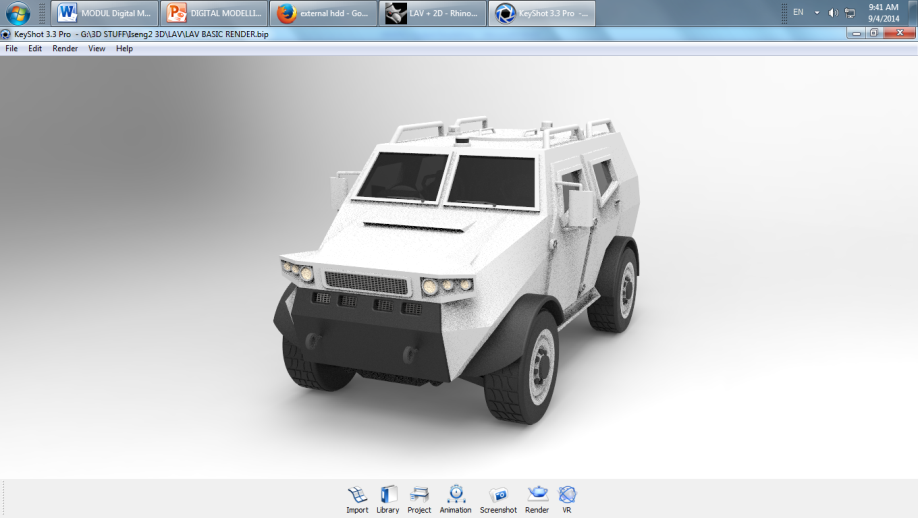 MODUL Digital M...
DIGITAL MODELLI...
external hdd - Go...
LAV + 2D - Rhino...
KeyShot 3.3 Pro -...
EN
9:41 AM
9/4/2014
KeyShot 3.3 Pro - G:\3D STUFF\Iseng2 3D\LAV\LAV BASIC RENDER.bip
File Edit Render View Help
Import Library Project Animation Screenshot Render VR